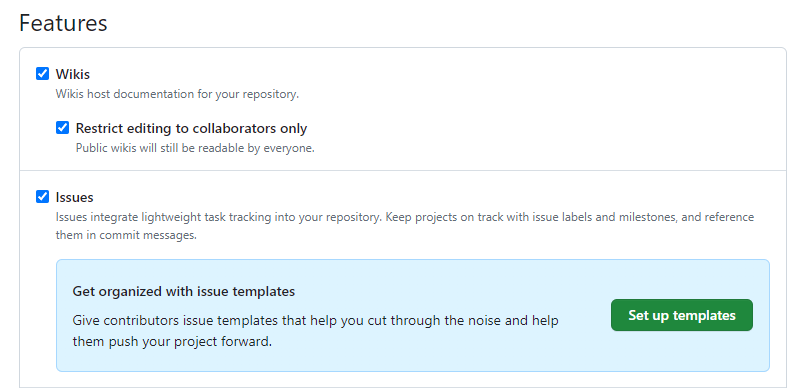 Features
Wikis
Wikis host documentation for your repository.
Restrict editing to collaborators only
Public wikis will still be readable by everyone.
Issues
Issues integrate lightweight task tracking into your repository. Keep projects on track with issue labels and milestones, and reference
them in commit messages.
Get organized with issue templates
Give contributors issue templates that help you cut through the noise and help
them push your project forward.
Set up templates